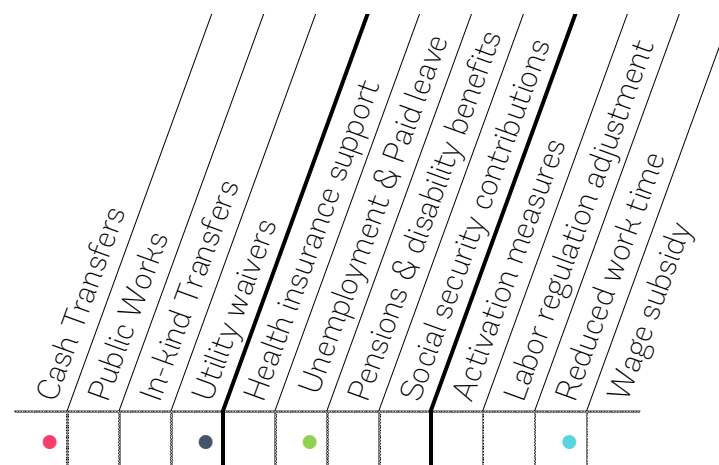 Cash Transfers
Public Works
In-kind Transfers
Utility waivers
Health insurance support
Unemployment & Paid leave
Pensions & disability benefits
Social security contributions
Activation measures
Labor regulation adjustment
Reduced work time
Wage subsidy